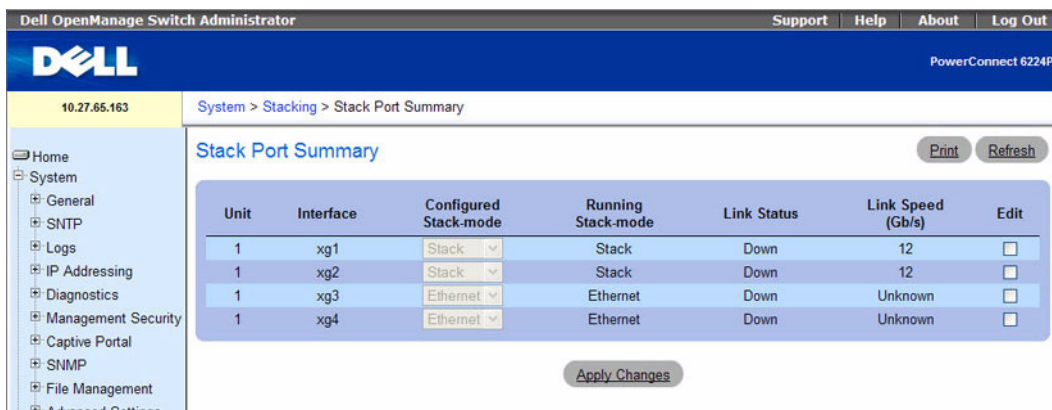 Dell OpenManage Switch Administrator
Support | Help | About | Log Out
DELL
PowerConnect 6224P
10.27.65.163
System > Stacking > Stack Port Summary
Home
System
General
SNTP
Logs
IP Addressing
Diagnostics
Management Security
Captive Portal
SNMP
File Management
Advanced Settings
Stack Port Summary
Print
Refresh
Unit Interface Configured Stack-mode Running Stack-mode Link Status Link Speed (Gb/s) Edit
1 xg1 Stack Stack Down 12
1 xg2 Stack Stack Down 12
1 xg3 Ethernet Ethernet Down Unknown
1 xg4 Ethernet Ethernet Down Unknown
Apply Changes